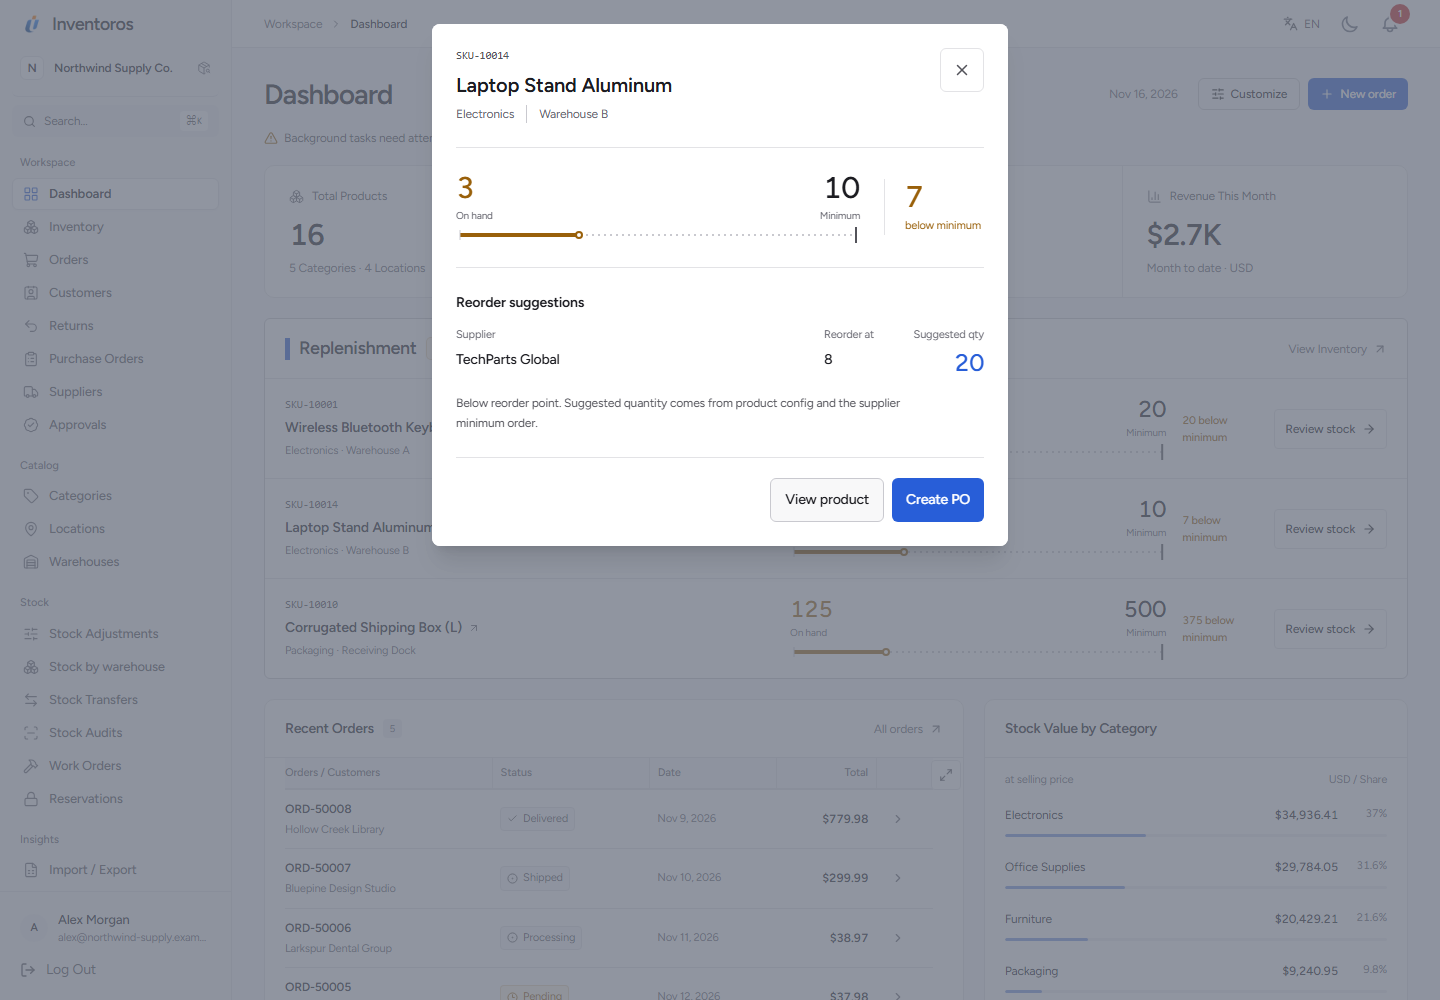 Inventoros
N Northwind Supply Co.
Search... ⌘K
Workspace
Dashboard
Inventory
Orders
Customers
Returns
Purchase Orders
Suppliers
Approvals
Catalog
Categories
Locations
Warehouses
Stock
Stock Adjustments
Stock by warehouse
Stock Transfers
Stock Audits
Work Orders
Reservations
Insights
Import / Export
A
Alex Morgan
alex@northwind-supply.exam...
Log Out
Workspace Dashboard
EN
1
Dashboard
Nov 16, 2026
Customize
New order
Background tasks need
Total Products
16
5 Categories · 4 Locations
Revenue This Month
$2.7K
Month to date · USD
Replenishment
View Inventory
SKU-10001
Wireless Bluetooth
Electronics · Warehouse A
20
Minimum
20 below
minimum
Review stock
SKU-10014
Laptop Stand Aluminum
Electronics · Warehouse B
10
Minimum
7 below
minimum
Review stock
SKU-10010
Corrugated Shipping Box (L)
Packaging · Receiving Dock
125
On hand
500
Minimum
375 below
minimum
Review stock
SKU-10014
Laptop Stand Aluminum
Electronics Warehouse B
3
On hand
10
Minimum
7
below minimum
Reorder suggestions
Supplier Reorder at Suggested qty
TechParts Global 8 20
Below reorder point. Suggested quantity comes from product config and the supplier
minimum order.
View product
Create PO
Recent Orders 5
All orders
Orders / Customers Status Date Total
ORD-50008
Hollow Creek Library
Delivered Nov 9, 2026 $779.98
ORD-50007
Bluepine Design Studio
Shipped Nov 10, 2026 $299.99
ORD-50006
Larkspur Dental Group
Processing Nov 11, 2026 $38.97
ORD-50005
Pending Nov 12, 2026 $37.98
Stock Value by Category
at selling price USD / Share
Electronics $34,936.41 37%
Office Supplies $29,784.05 31.6%
Furniture $20,429.21 21.6%
Packaging $9,240.95 9.8%